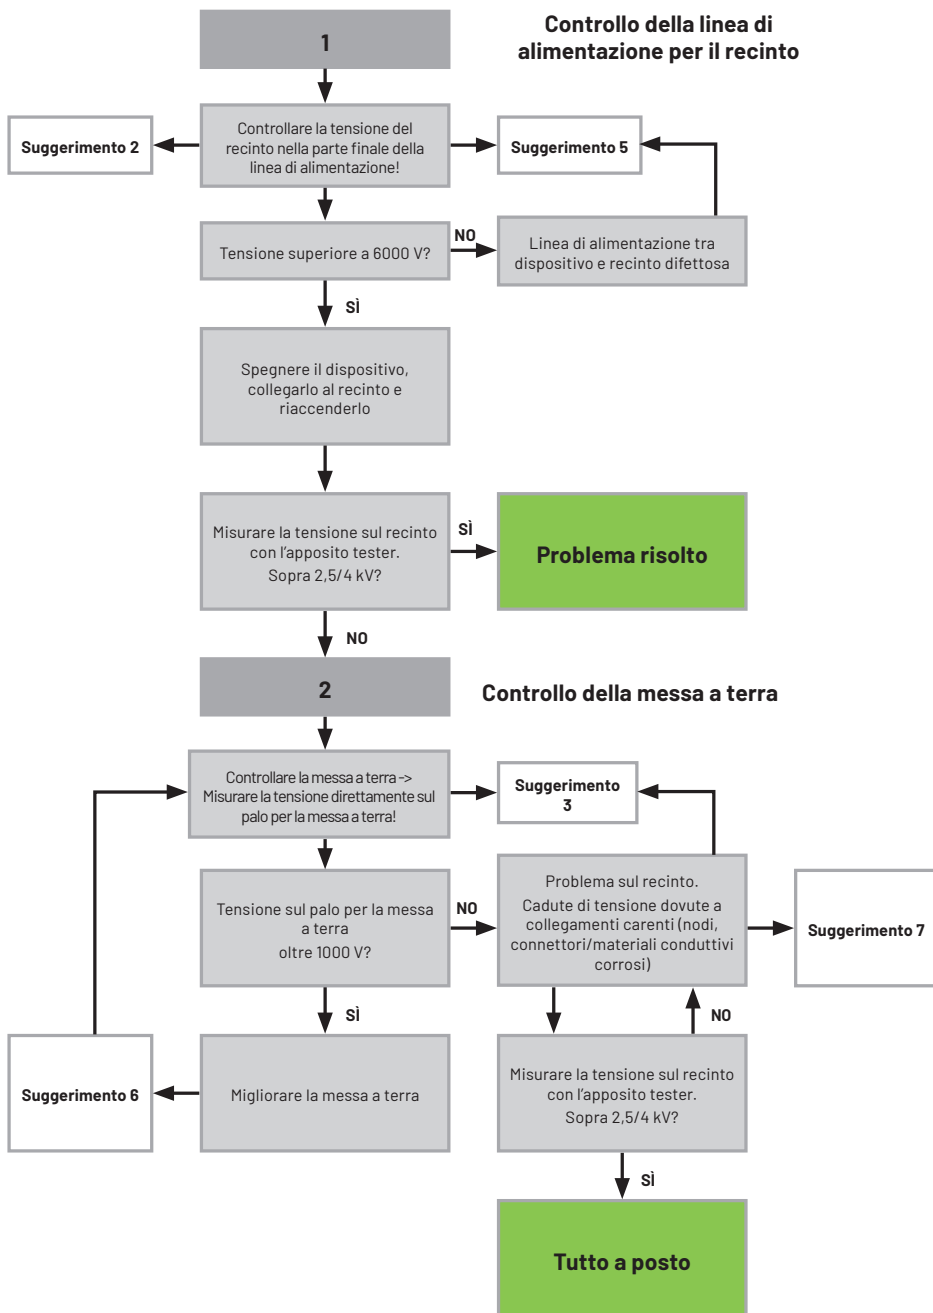 Controllo della linea di
alimentazione per il recinto
1
Suggerimento 2
Controllare la tensione del
recinto nella parte finale della
linea di alimentazione!
Suggerimento 5
Tensione superiore a 6000 V?
NO
Linea di alimentazione tra
dispositivo e recinto difettosa
SÌ
Spegnere il dispositivo,
collegarlo al recinto e
riaccenderlo
Misurare la tensione sul recinto
con l'apposito tester.
Sopra 2,5/4 kV?
SÌ
Problema risolto
NO
2
Controllo della messa a terra
Controllare la messa a terra ->
Misurare la tensione direttamente sul
palo per la messa a terra!
Suggerimento
3
Tensione sul palo per la messa
a terra
oltre 1000 V?
NO
Problema sul recinto.
Cadute di tensione dovute a
collegamenti carenti (nodi,
connettori/materiali conduttivi
corrosi)
Suggerimento 7
SÌ
NO
Suggerimento 6
Migliorare la messa a terra
Misurare la tensione sul recinto
con l'apposito tester.
Sopra 2,5/4 kV?
SÌ
Tutto a posto